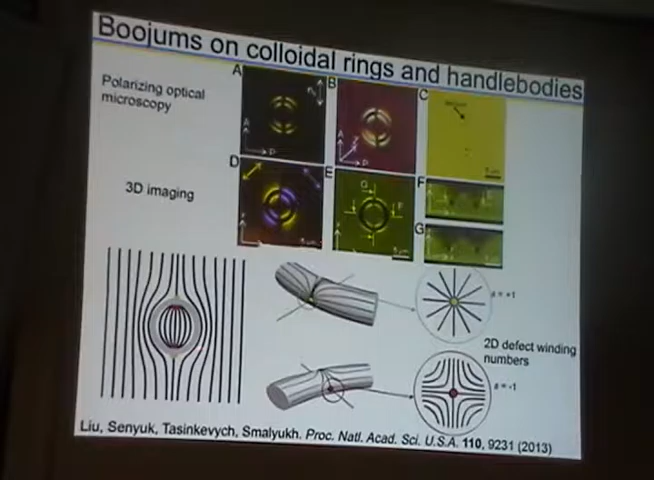 Boojums on colloidal rings and handlebodies
Polarizing optical
microscopy
A
B
C
A
P
A
P
3D imaging
D
E
F
G
G
F
s = +1
2D defect winding
numbers
s = -1
Liu, Senyuk, Tasinkevych, Smalyukh. Proc. Natl. Acad. Sci. U.S.A. 110, 9231 (2013)